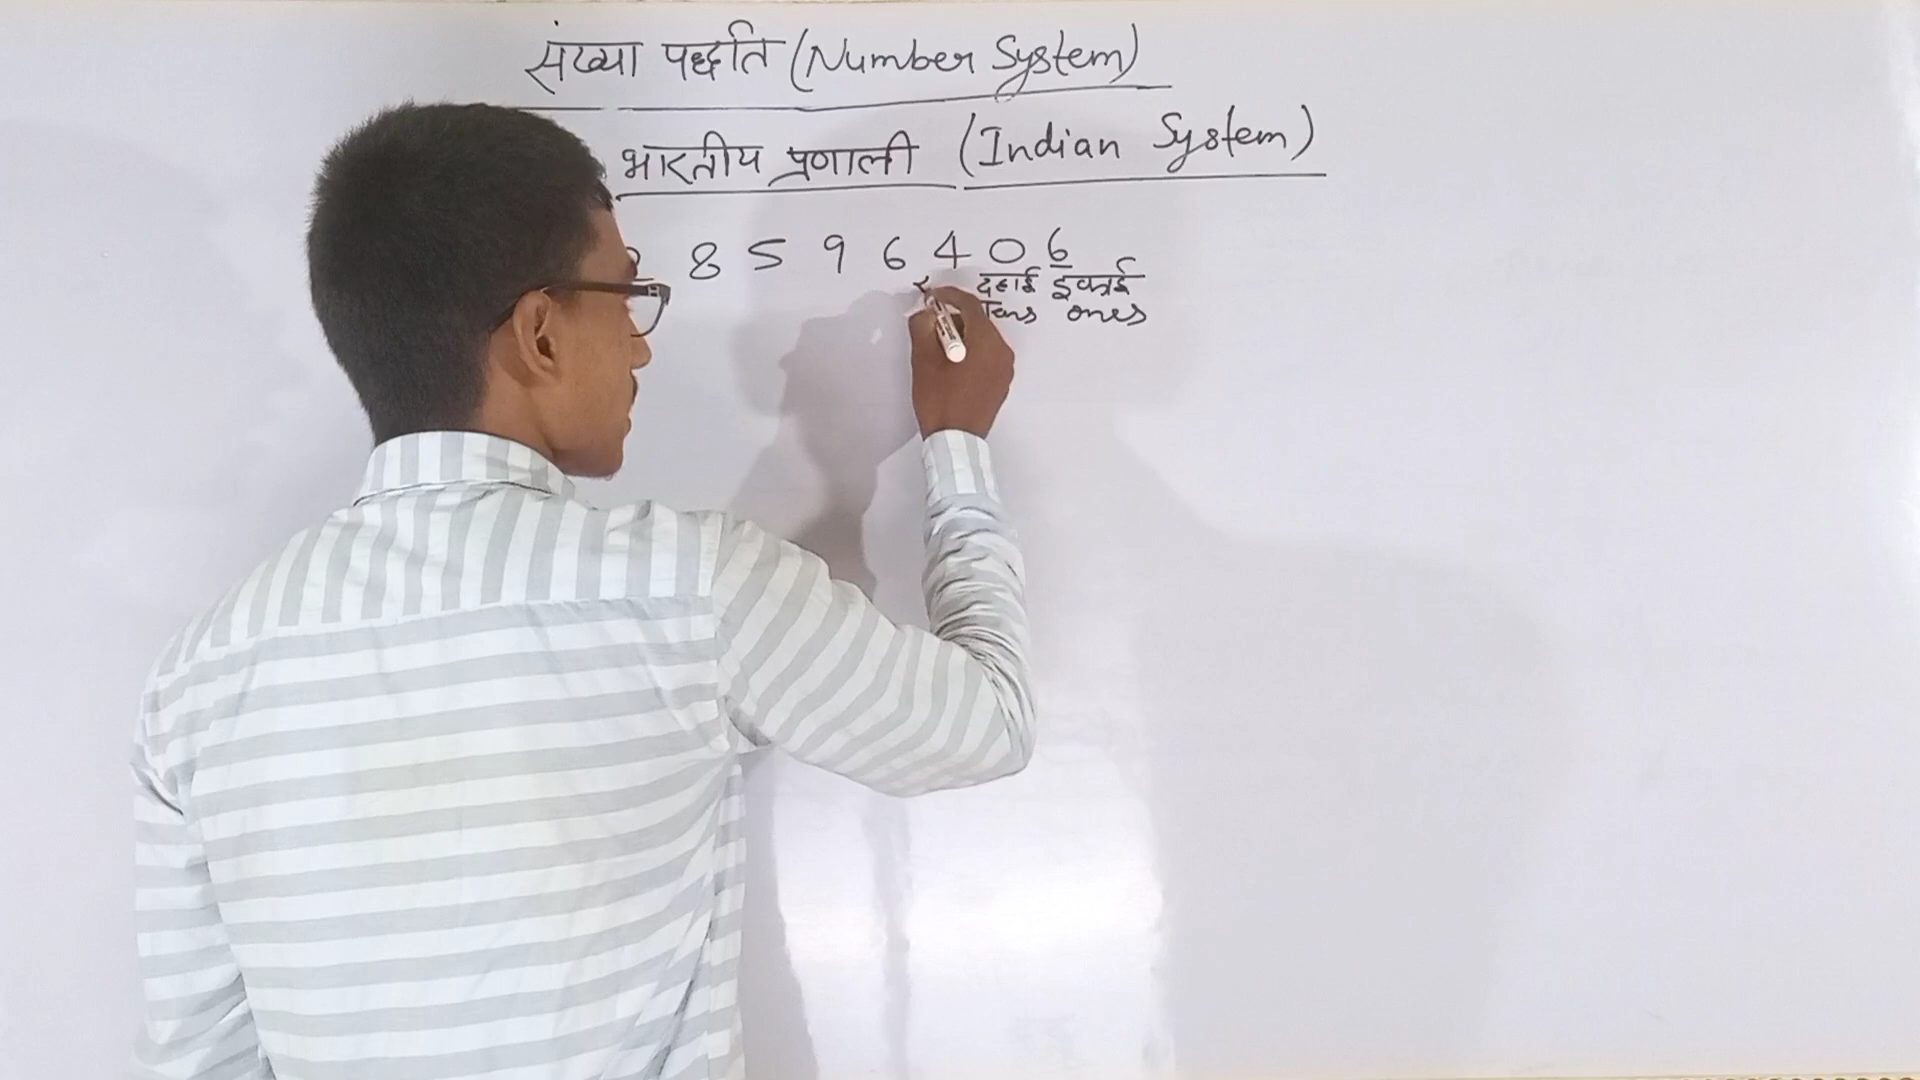 संख्या पद्धति (Number System)
भारतीय प्रणाली (Indian System)
8 5 9 6 4 0 6
दहाई इकाई
Tens ones